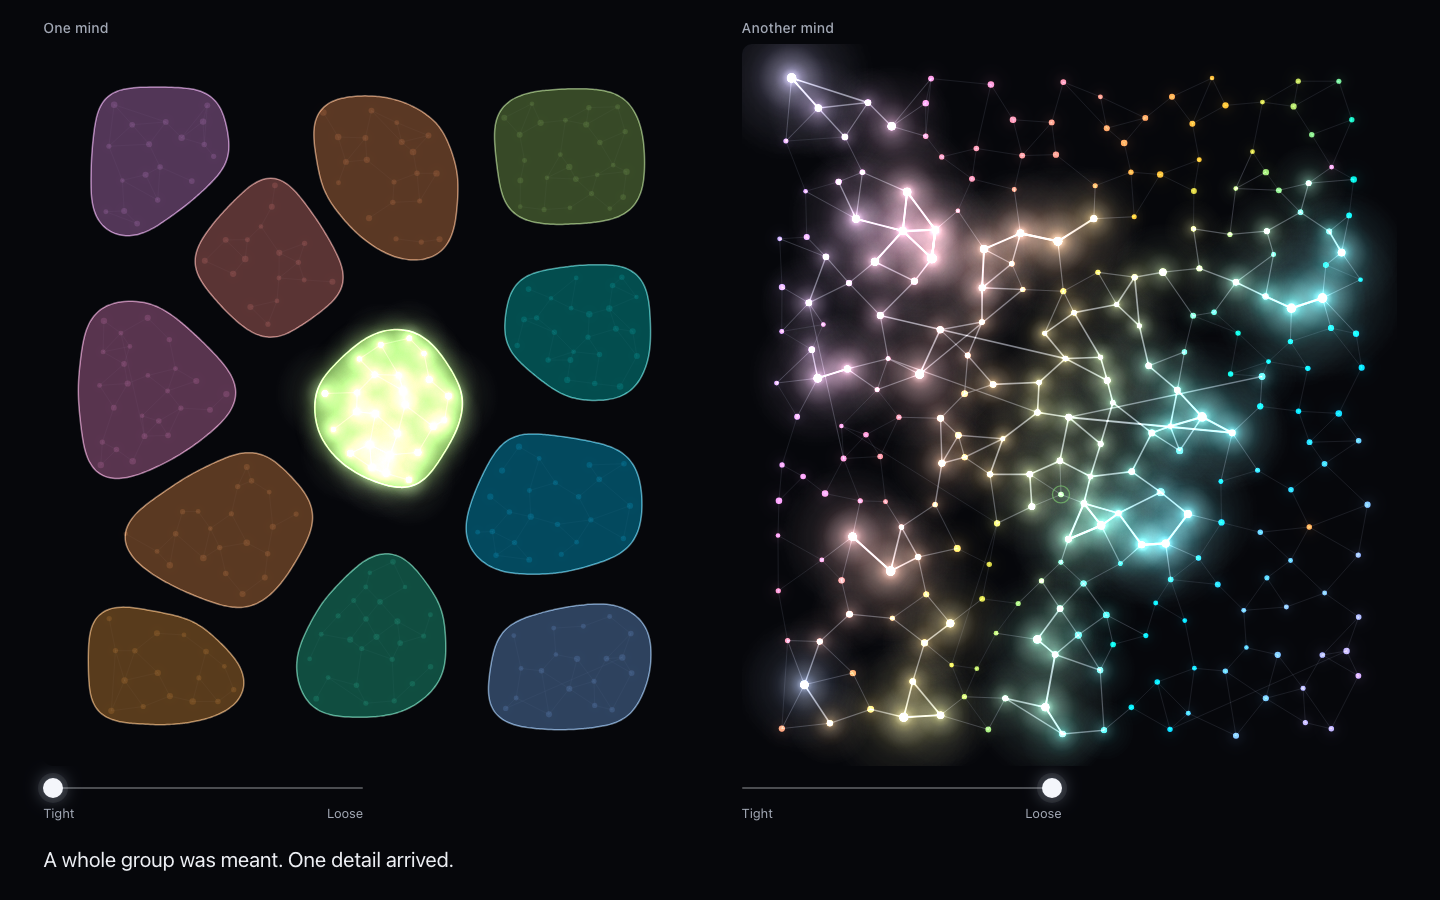 One mind
Another mind
Tight
Loose
Tight
Loose
A whole group was meant. One detail arrived.